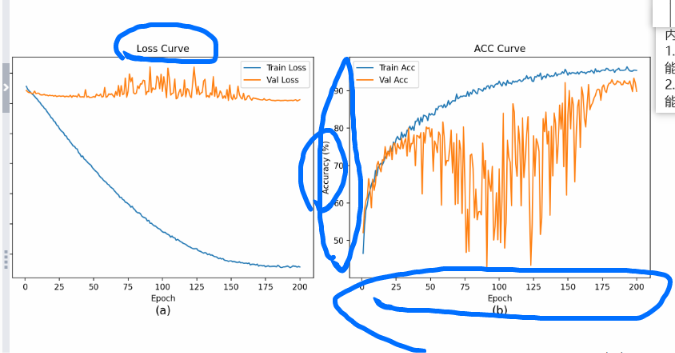 Loss Curve
Train Loss
Val Loss
0 25 50 75 100 125 150 175 200
Epoch
(a)
ACC Curve
Train Acc
Val Acc
Accuracy (%)
90
80
70
60
50
0 25 50 75 100 125 150 175 200
Epoch
(b)
内
1.
能
2.
能